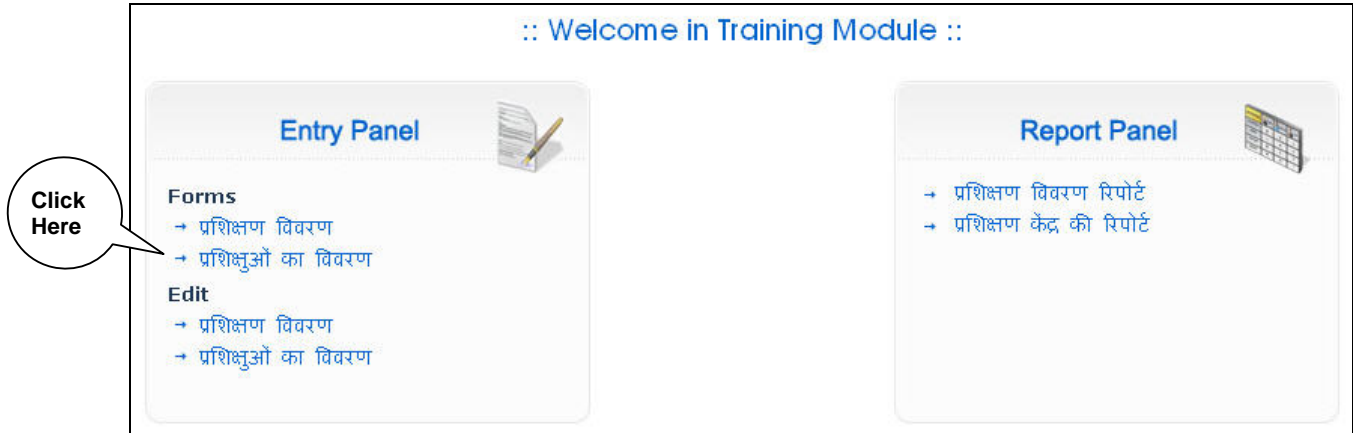 :: Welcome in Training Module ::
Entry Panel
Click
Here
Forms
→ प्रशिक्षण विवरण
→ प्रशिक्षुओं का विवरण
Edit
→ प्रशिक्षण विवरण
→ प्रशिक्षुओं का विवरण
Report Panel
→ प्रशिक्षण विवरण रिपोर्ट
→ प्रशिक्षण केंद्र की रिपोर्ट